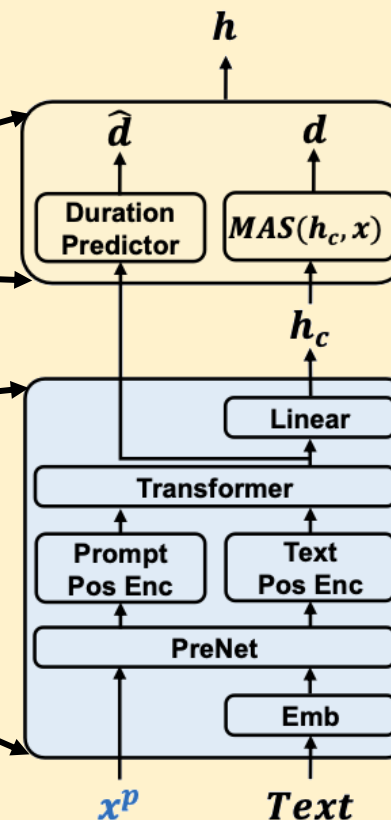 h
d̂ d
Duration
Predictor
MAS(h_c, x)
h_c
Linear
Transformer
Prompt
Pos Enc
Text
Pos Enc
PreNet
Emb
x^p Text